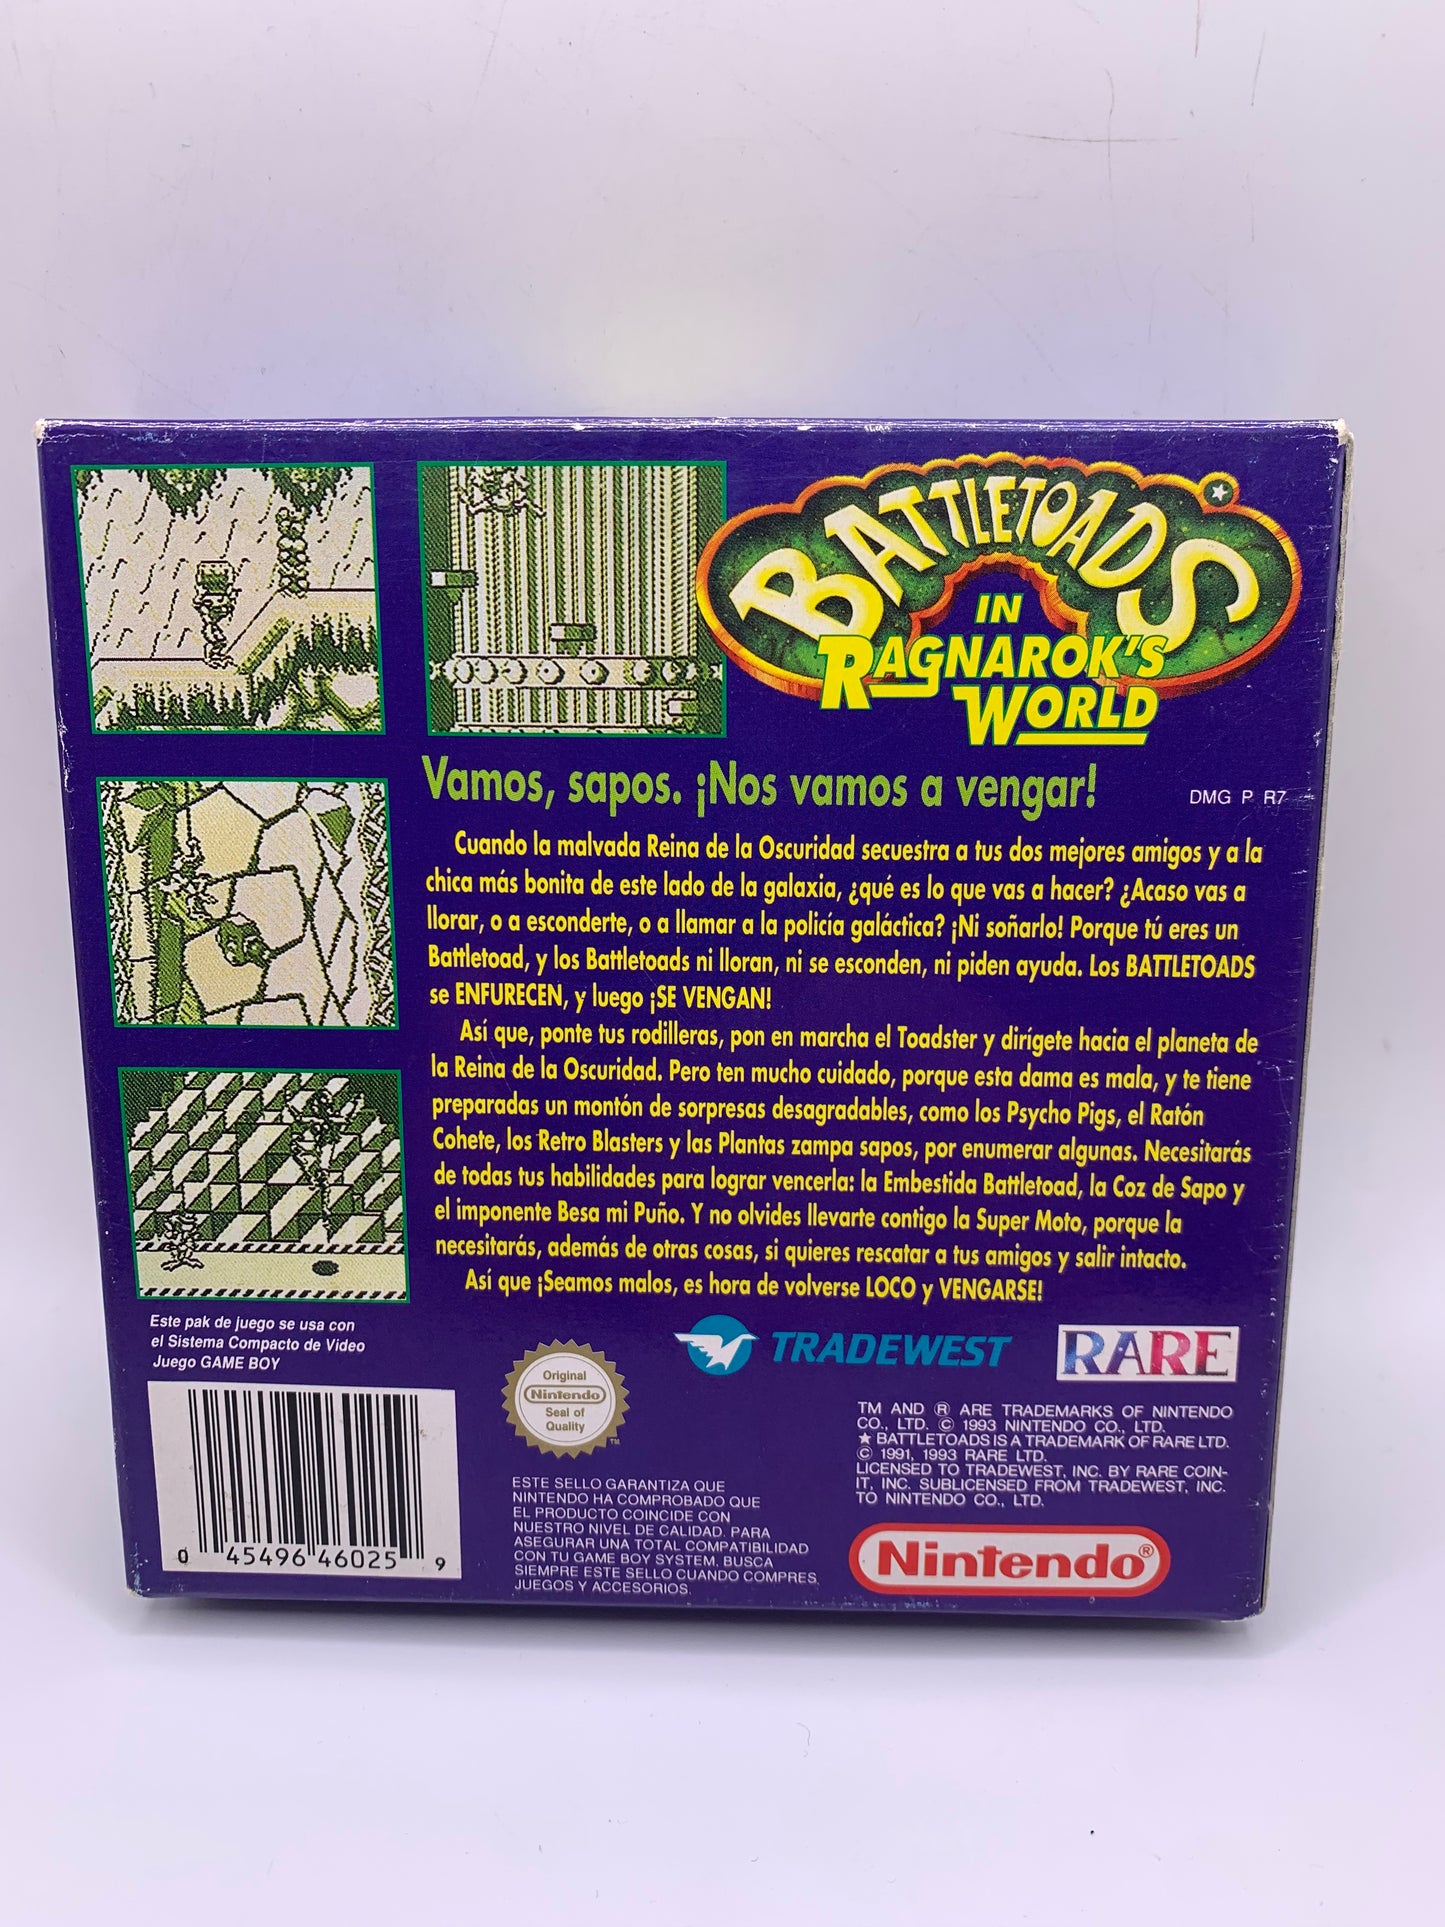 BATTLETOADS
IN
RAGNAROK'S
WORLD
Vamos, sapos. ¡Nos vamos a vengar!
DMG P R7
Cuando la malvada Reina de la Oscuridad secuestra a tus dos mejores amigos y a la
chica más bonita de este lado de la galaxia, ¿qué es lo que vas a hacer? ¿Acaso vas a
llorar, o a esconderte, o a llamar a la policía galáctica? ¡Ni soñarlo! Porque tú eres un
Battletoad, y los Battletoads ni lloran, ni se esconden, ni piden ayuda. Los BATTLETOADS
se ENFURECEN, y luego ¡SE VENGAN!
Así que, ponte tus rodilleras, pon en marcha el Toadster y dirígete hacia el planeta de
la Reina de la Oscuridad. Pero ten mucho cuidado, porque esta dama es mala, y te tiene
preparadas un montón de sorpresas desagradables, como los Psycho Pigs, el Ratón
Cohete, los Retro Blasters y las Plantas zampa sapos, por enumerar algunas. Necesitarás
de todas tus habilidades para lograr vencerla: la Embestida Battletoad, la Coz de Sapo y
el imponente Besa mi Puño. Y no olvides llevarte contigo la Super Moto, porque la
necesitarás, además de otras cosas, si quieres rescatar a tus amigos y salir intacto.
Así que ¡Seamos malos, es hora de volverse LOCO y VENGARSE!
Este pak de juego se usa con
el Sistema Compacto de Video
Juego GAME BOY
0 45496 46025 9
Original
Nintendo
Seal of
Quality
TM
ESTE SELLO GARANTIZA QUE
NINTENDO HA COMPROBADO QUE
EL PRODUCTO COINCIDE CON
NUESTRO NIVEL DE CALIDAD. PARA
ASEGURAR UNA TOTAL COMPATIBILIDAD
CON TU GAME BOY SYSTEM, BUSCA
SIEMPRE ESTE SELLO CUANDO COMPRES
JUEGOS Y ACCESORIOS.
TRADEWEST
RARE
TM AND ® ARE TRADEMARKS OF NINTENDO
CO., LTD. © 1993 NINTENDO CO., LTD.
★ BATTLETOADS IS A TRADEMARK OF RARE LTD.
© 1991, 1993 RARE LTD.
LICENSED TO TRADEWEST, INC. BY RARE COIN-
IT, INC. SUBLICENSED FROM TRADEWEST, INC.
TO NINTENDO CO., LTD.
Nintendo®